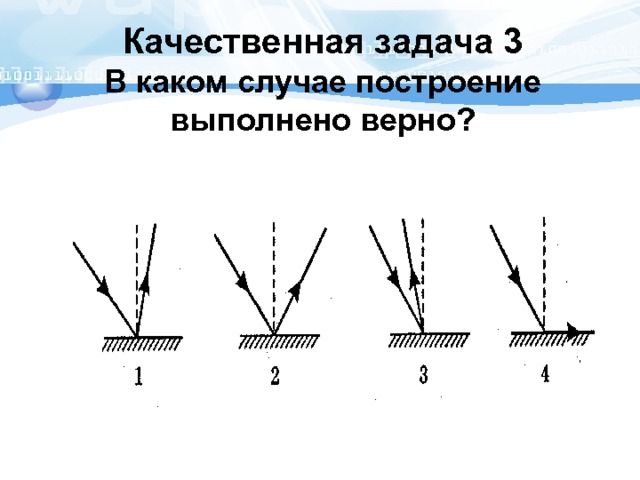 Качественная задача 3
В каком случае построение
выполнено верно?
1 2 3 4